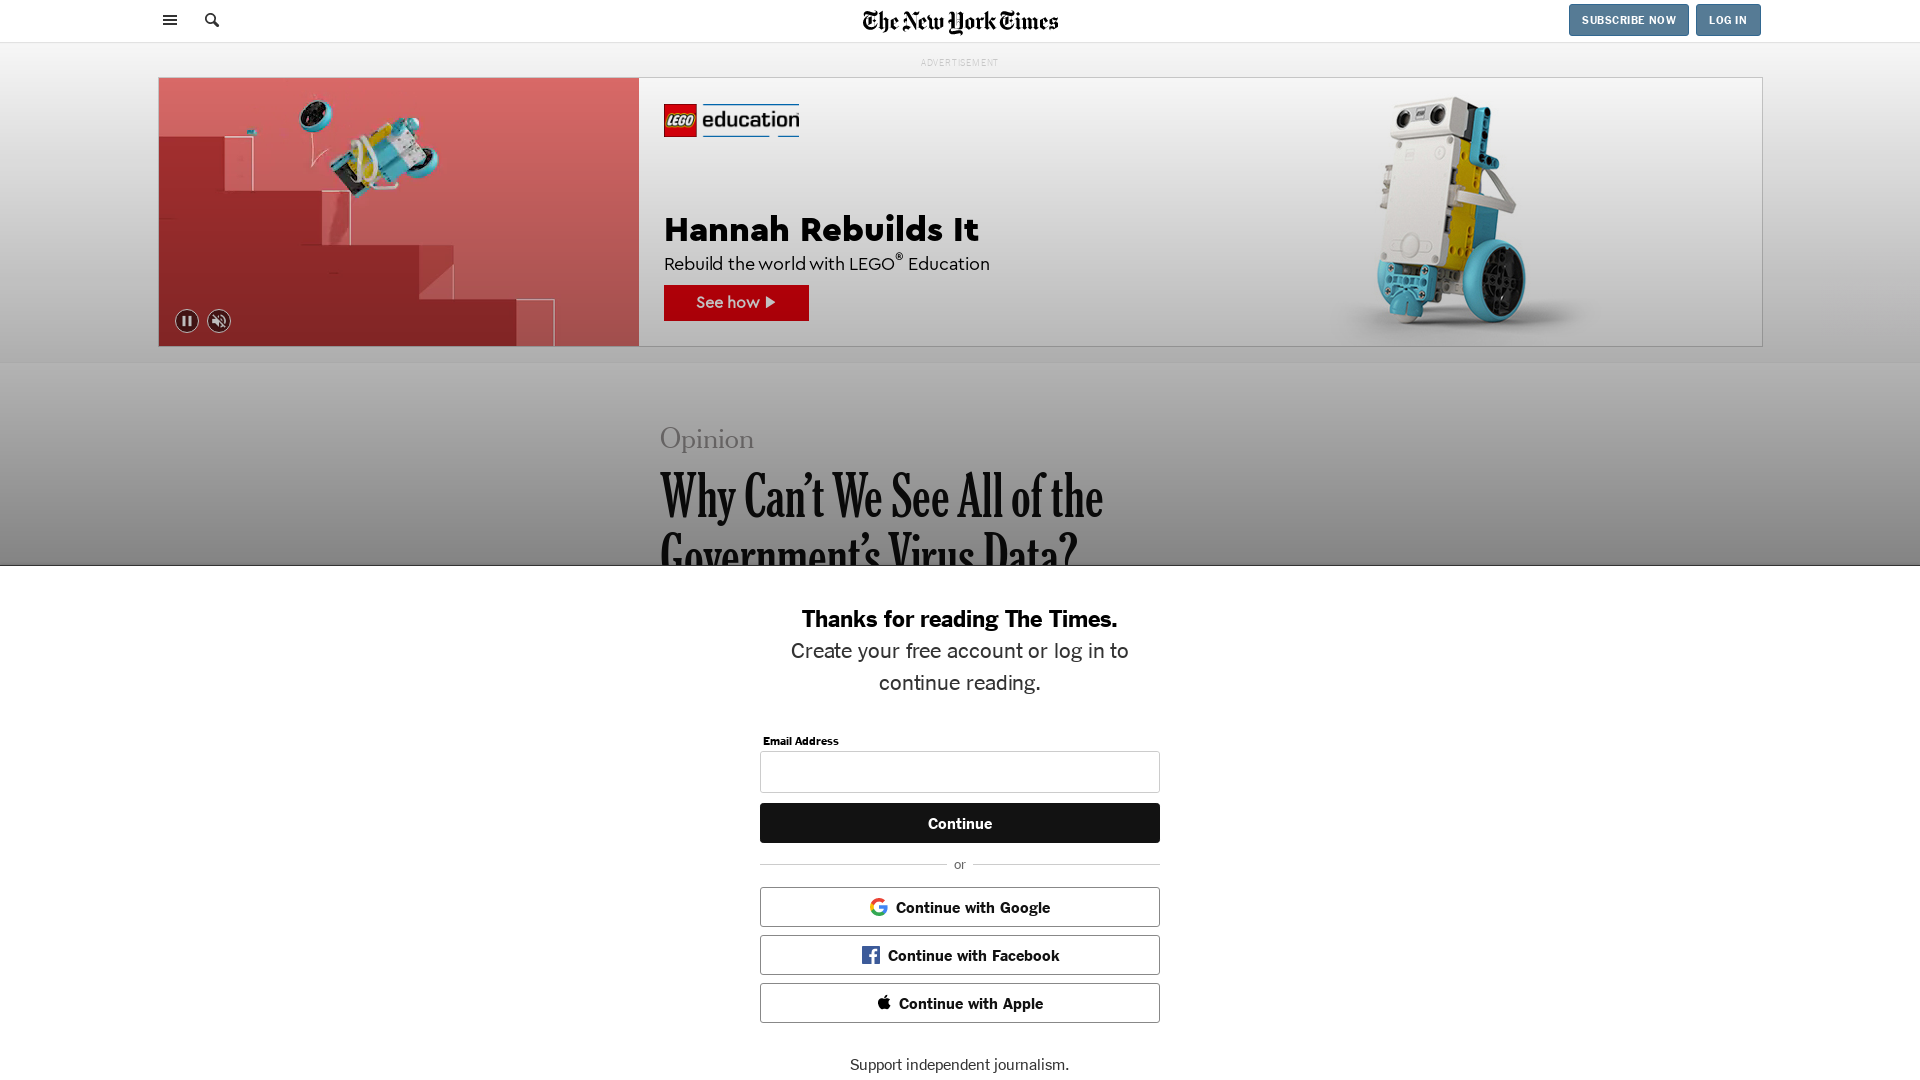 The New York Times
SUBSCRIBE NOW
LOG IN
ADVERTISEMENT
LEGO education
Hannah Rebuilds It
Rebuild the world with LEGO® Education
See how
Opinion
Why Can't We See All of the
Government's Virus Data?
Thanks for reading The Times.
Create your free account or log in to
continue reading.
Email Address
Continue
or
Continue with Google
Continue with Facebook
Continue with Apple
Support independent journalism.